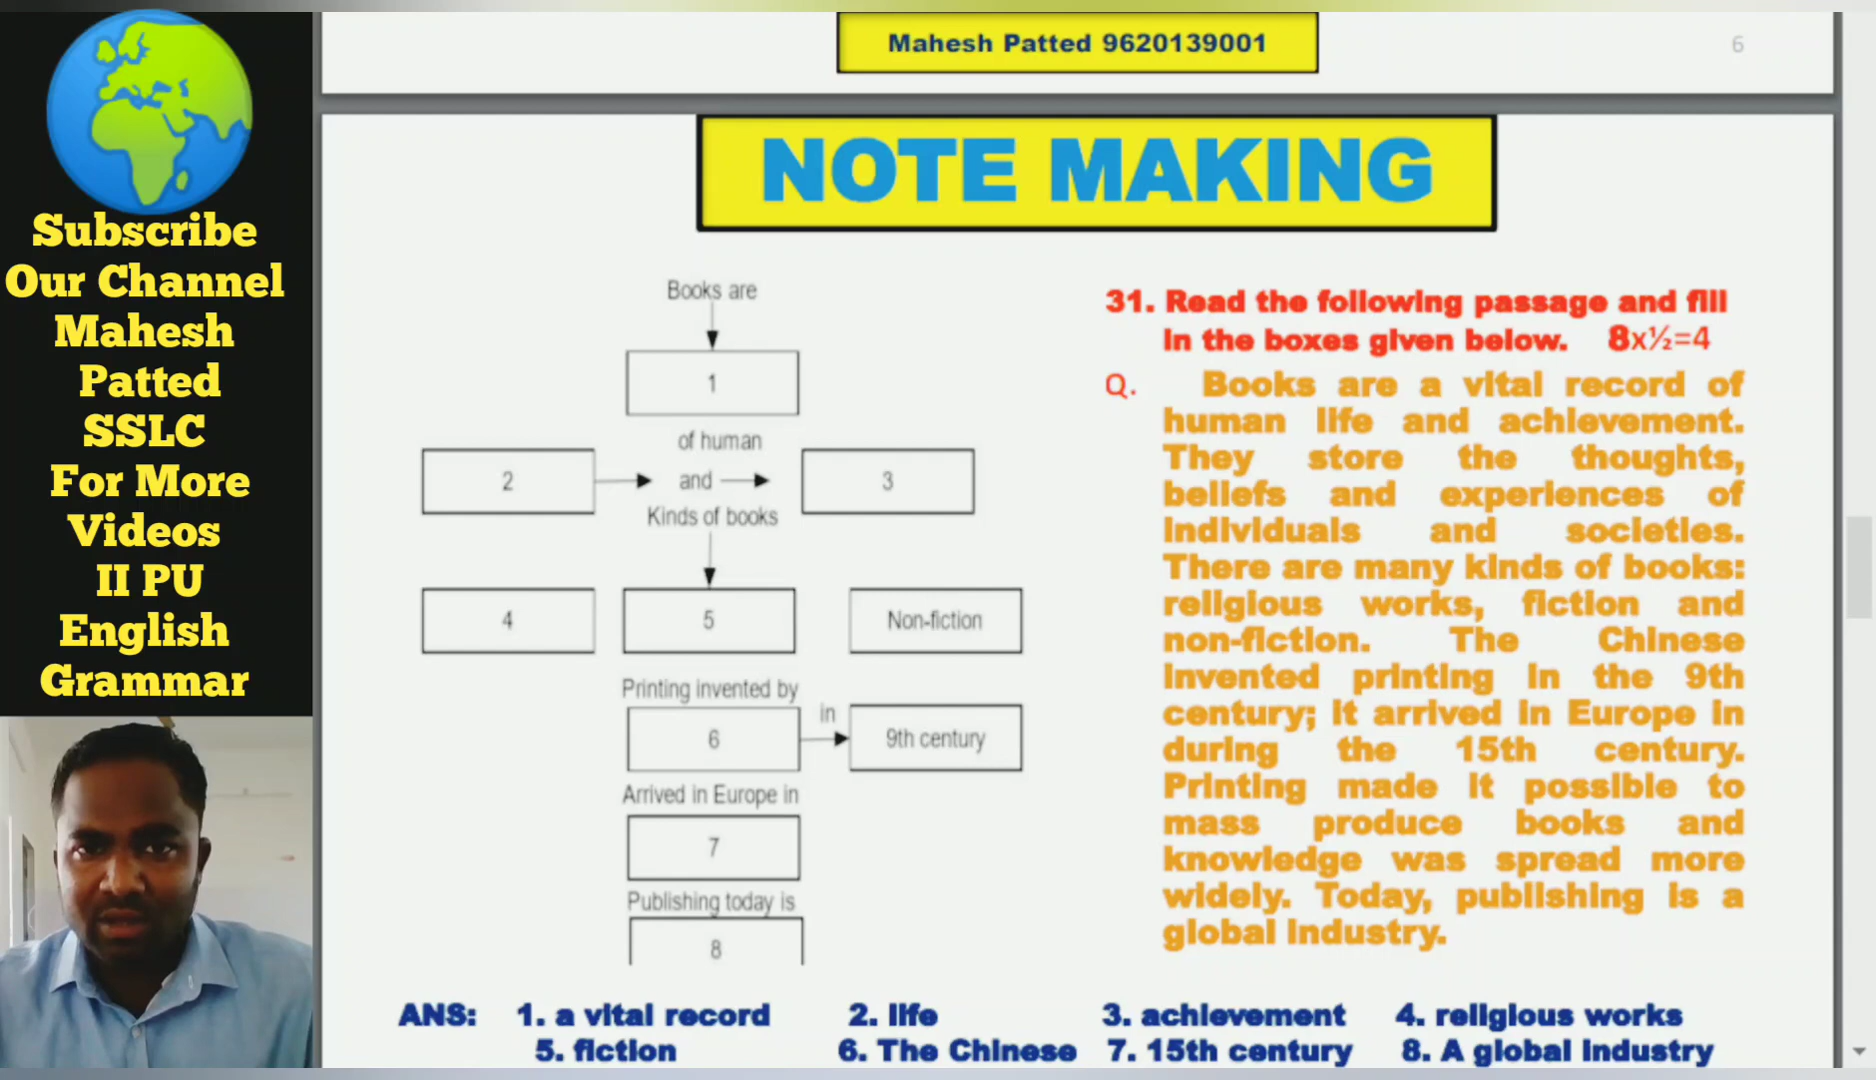 Mahesh Patted 9620139001
6
Subscribe
Our Channel
Mahesh
Patted
SSLC
For More
Videos
II PU
English
Grammar
NOTE MAKING
Books are
1
of human
2
and
3
Kinds of books
4
5
Non-fiction
Printing invented by
6
in
9th century
Arrived in Europe in
7
Publishing today is
8
31. Read the following passage and fill
in the boxes given below. 8x½=4
Q. Books are a vital record of
human life and achievement.
They store the thoughts,
beliefs and experiences of
individuals and societies.
There are many kinds of books:
religious works, fiction and
non-fiction. The Chinese
invented printing in the 9th
century; it arrived in Europe in
during the 15th century.
Printing made it possible to
mass produce books and
knowledge was spread more
widely. Today, publishing is a
global industry.
ANS: 1. a vital record 2. life 3. achievement 4. religious works
5. fiction 6. The Chinese 7. 15th century 8. A global industry